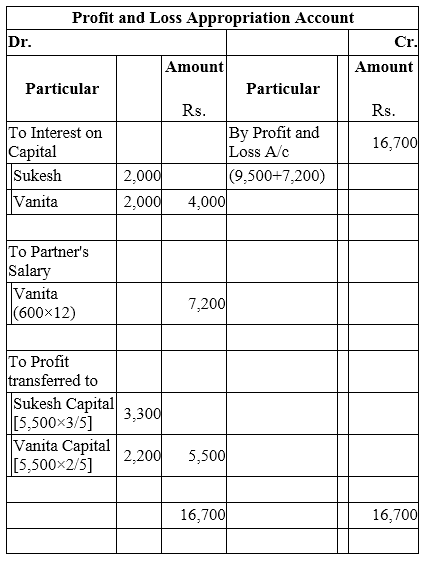 Profit and Loss Appropriation Account
Dr. Cr.
Amount Amount
Particular Particular
Rs. Rs.
To Interest on By Profit and
Capital Loss A/c 16,700
Sukesh 2,000 (9,500+7,200)
Vanita 2,000 4,000
To Partner's
Salary
Vanita
(600×12) 7,200
To Profit
transferred to
Sukesh Capital
[5,500×3/5] 3,300
Vanita Capital
[5,500×2/5] 2,200 5,500
16,700 16,700